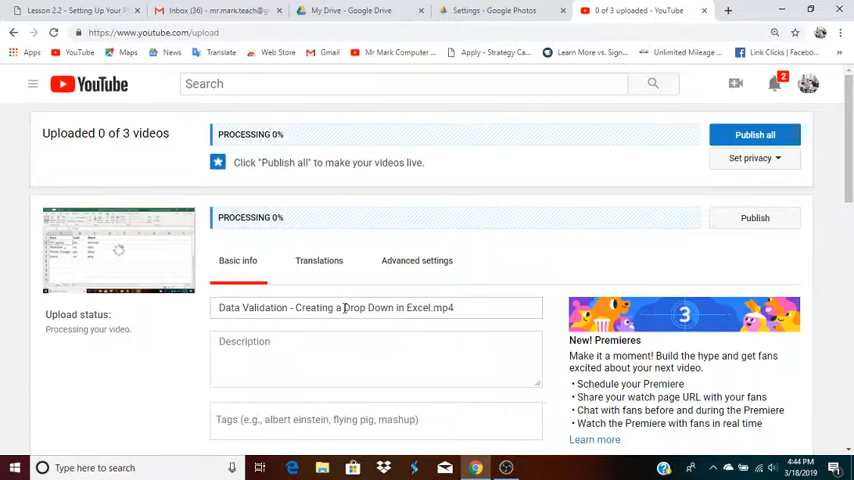 Lesson 2.2 - Setting Up Your P
Inbox (36) - mr.mark.teach@g
My Drive - Google Drive
Settings - Google Photos
0 of 3 uploaded - YouTube
https://www.youtube.com/upload
Apps
YouTube
Maps
News
Translate
Web Store
Gmail
Mr Mark Computer ...
Apply - Strategy Ca...
Learn More vs. Sign...
Unlimited Mileage ...
Link Clicks | Facebo...
YouTube
Search
2
Uploaded 0 of 3 videos
PROCESSING 0%
Publish all
Click "Publish all" to make your videos live.
Set privacy
PROCESSING 0%
Publish
Basic info
Translations
Advanced settings
Data Validation - Creating a Drop Down in Excel.mp4
Upload status:
Processing your video.
Description
Tags (e.g., albert einstein, flying pig, mashup)
3
New! Premieres
Make it a moment! Build the hype and get fans
excited about your next video.
• Schedule your Premiere
• Share your watch page URL with your fans
• Chat with fans before and during the Premiere
• Watch the Premiere with fans in real time
Learn more
Type here to search
4:44 PM
3/18/2019